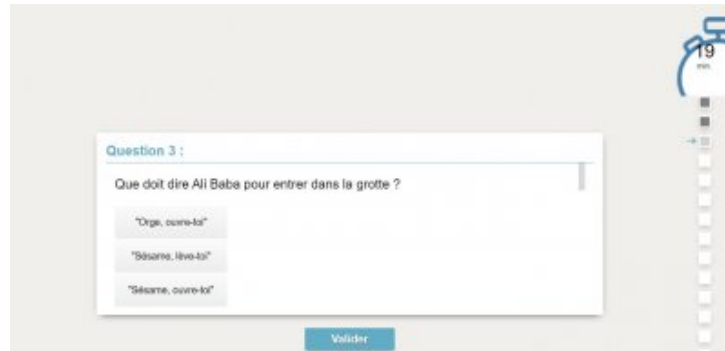 19
min
Question 3 :
Que doit dire Ali Baba pour entrer dans la grotte ?
"Orge, ouvre-toi"
"Sésame, lève-toi"
"Sésame, ouvre-toi"
Valider